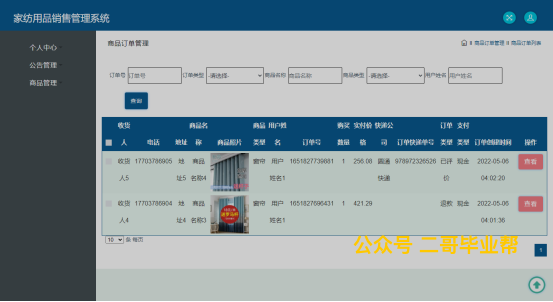 家纺用品销售管理系统
个人中心
公告管理
商品管理
商品订单管理
商品订单管理 商品订单列表
订单号 订单号 订单类型 -请选择- 商品名称 商品名称 商品类型 -请选择- 用户姓名 用户姓名
查询
收货人 电话 地址 商品名称 商品照片 商品类型 用户姓名 订单号 购买数量 实付价格 快递公司 订单快递单号 订单类型 支付类型 订单创建时间 操作
收货人5 17703786905 地址5 商品名称4 窗帘 用户姓名1 1651827739681 1 256.08 圆通快递 978972326526 已评价 现金 2022-05-06 04:02:20 查看
收货人4 17703786904 地址4 商品名称3 窗帘 用户姓名1 1651827696431 1 421.29 退款 现金 2022-05-06 04:01:36 查看
10 条 每页
公众号 二哥毕业帮
1